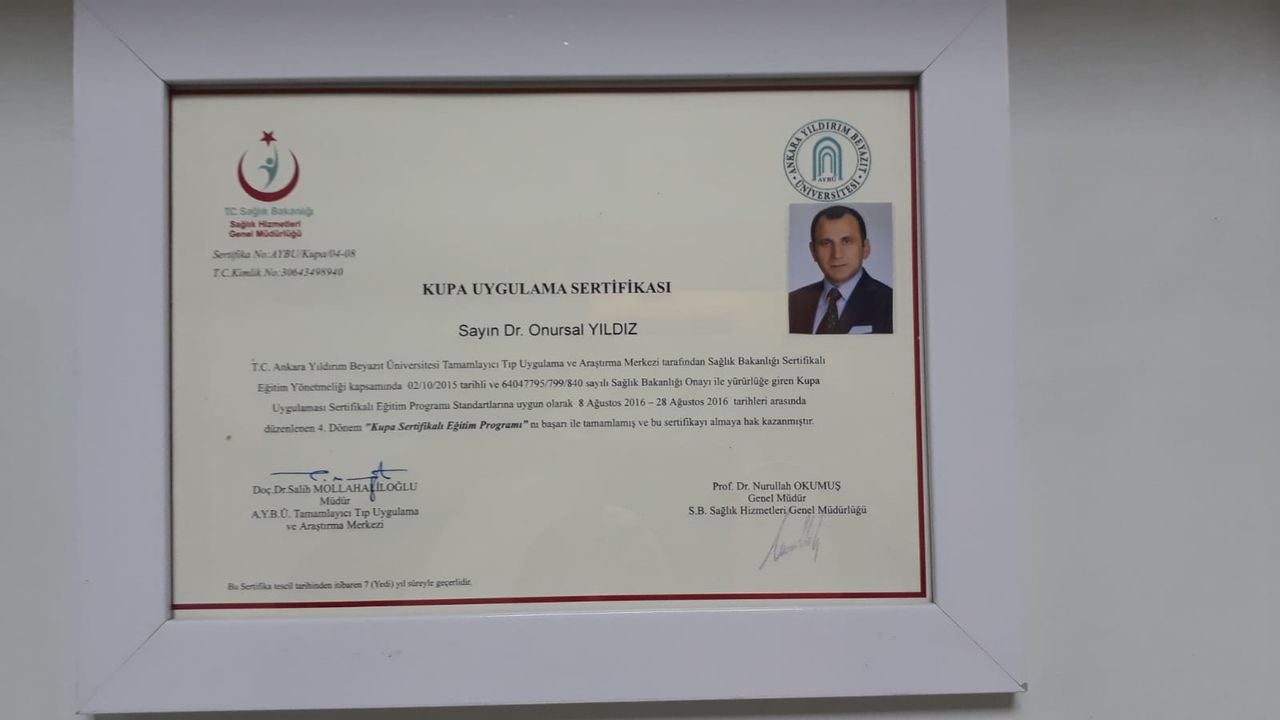 TC Sağlık Bakanlığı
Sağlık Hizmetleri
Genel Müdürlüğü
Sertifika No:AYBU/Kupa/04-08
T.C.Kimlik No:30643498940
ANKARA YILDIRIM BEYAZIT ÜNİVERSİTESİ
AYBÜ
KUPA UYGULAMA SERTİFİKASI
Sayın Dr. Onursal YILDIZ
T.C. Ankara Yıldırım Beyazıt Üniversitesi Tamamlayıcı Tıp Uygulama ve Araştırma Merkezi tarafından Sağlık Bakanlığı Sertifikalı
Eğitim Yönetmeliği kapsamında 02/10/2015 tarihli ve 64047795/799/840 sayılı Sağlık Bakanlığı Onayı ile yürürlüğe giren Kupa
Uygulaması Sertifikalı Eğitim Programı Standartlarına uygun olarak 8 Ağustos 2016 – 28 Ağustos 2016 tarihleri arasında
düzenlenen 4. Dönem "Kupa Sertifikalı Eğitim Programı" nı başarı ile tamamlamış ve bu sertifikayı almaya hak kazanmıştır.
Doç.Dr.Salih MOLLAHALİLOĞLU
Müdür
A.Y.B.Ü. Tamamlayıcı Tıp Uygulama
ve Araştırma Merkezi
Prof. Dr. Nurullah OKUMUŞ
Genel Müdür
S.B. Sağlık Hizmetleri Genel Müdürlüğü
Bu Sertifika tescil tarihinden itibaren 7 (Yedi) yıl süreyle geçerlidir.